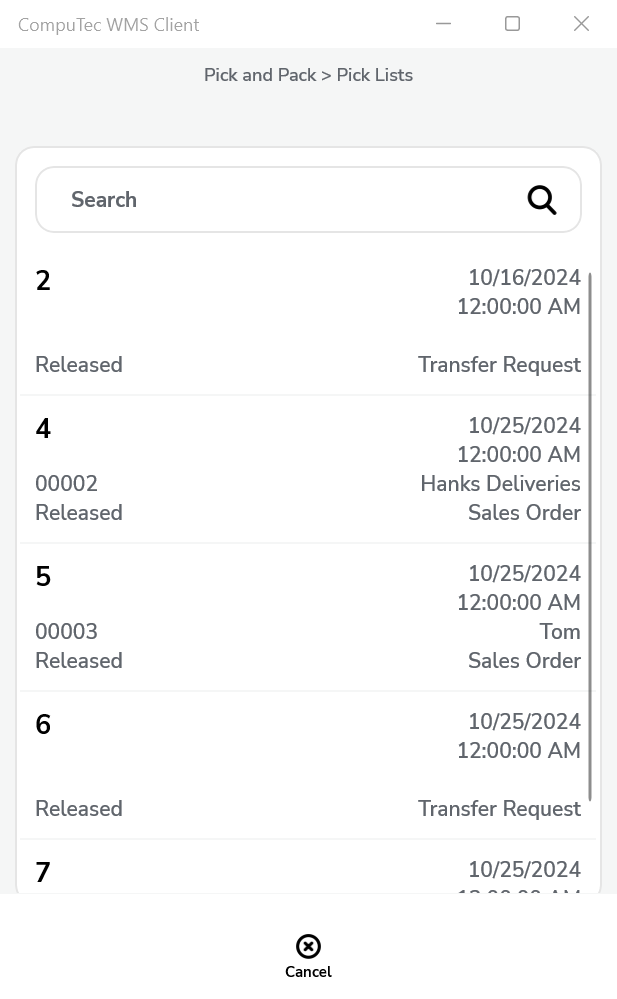 CompuTec WMS Client
Pick and Pack > Pick Lists
Search
2 10/16/2024
12:00:00 AM
Released Transfer Request
4 10/25/2024
12:00:00 AM
00002 Hanks Deliveries
Released Sales Order
5 10/25/2024
12:00:00 AM
00003 Tom
Released Sales Order
6 10/25/2024
12:00:00 AM
Released Transfer Request
7 10/25/2024
Cancel